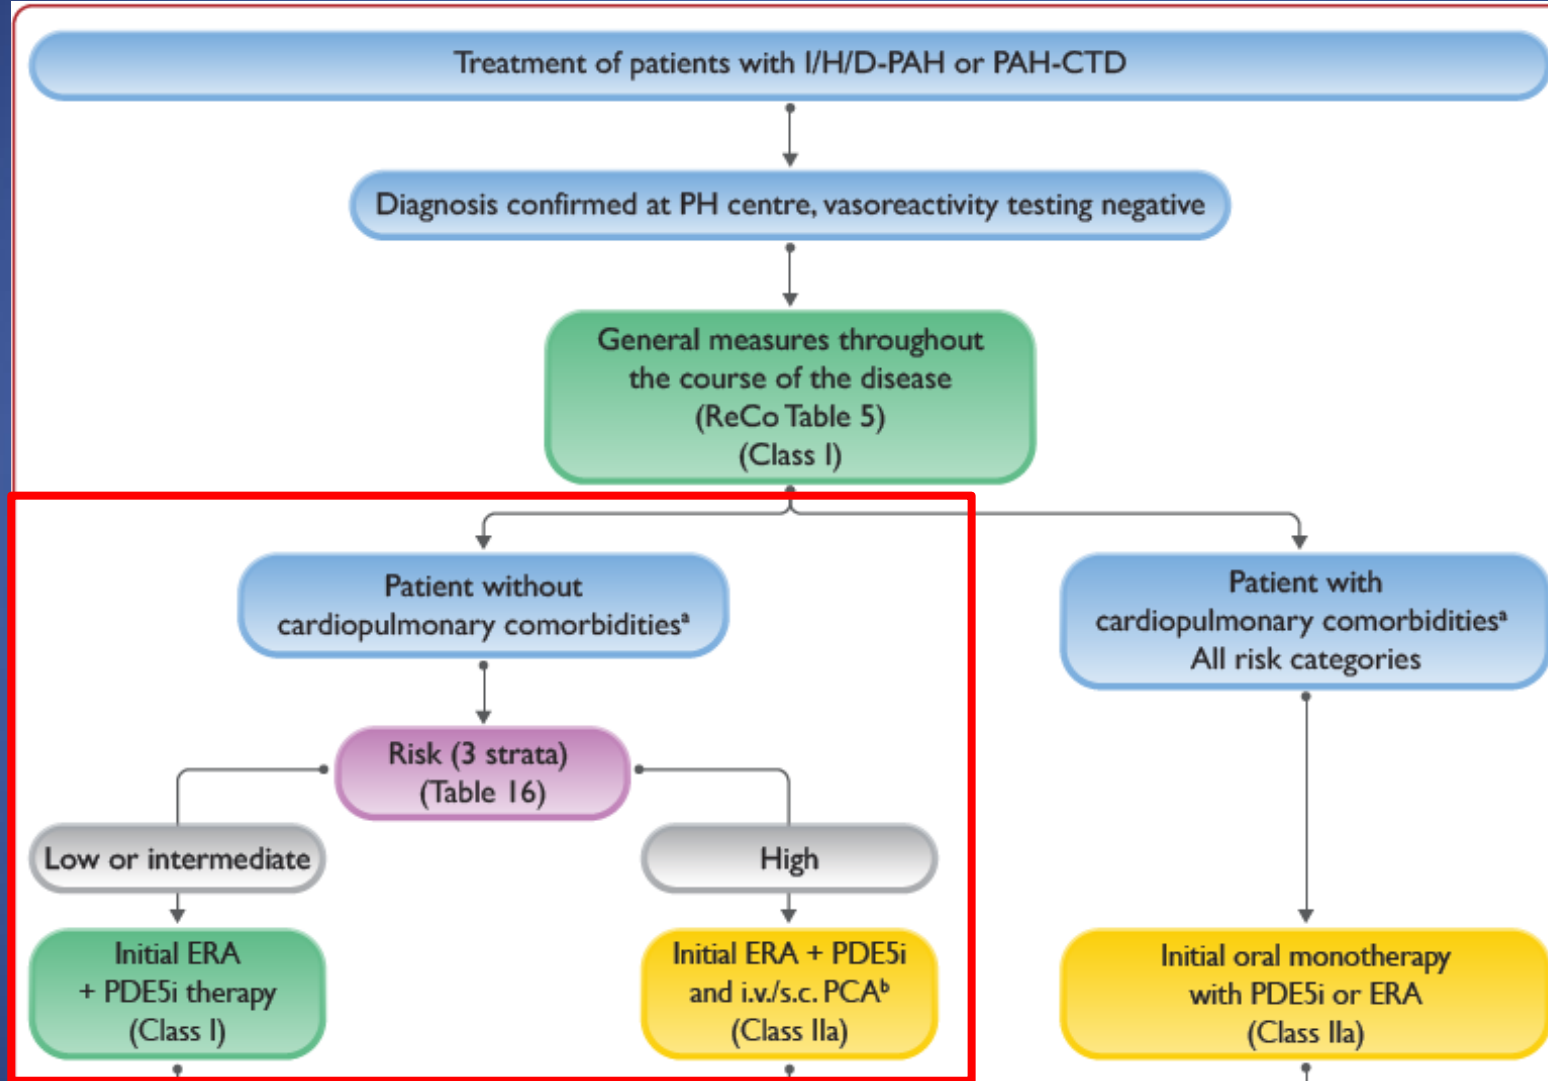 Treatment of patients with I/H/D-PAH or PAH-CTD
Diagnosis confirmed at PH centre, vasoreactivity testing negative
General measures throughout
the course of the disease
(ReCo Table 5)
(Class I)
Patient without
cardiopulmonary comorbiditiesᵃ
Patient with
cardiopulmonary comorbiditiesᵃ
All risk categories
Risk (3 strata)
(Table 16)
Low or intermediate
High
Initial ERA
+ PDE5i therapy
(Class I)
Initial ERA + PDE5i
and i.v./s.c. PCAᵇ
(Class IIa)
Initial oral monotherapy
with PDE5i or ERA
(Class IIa)